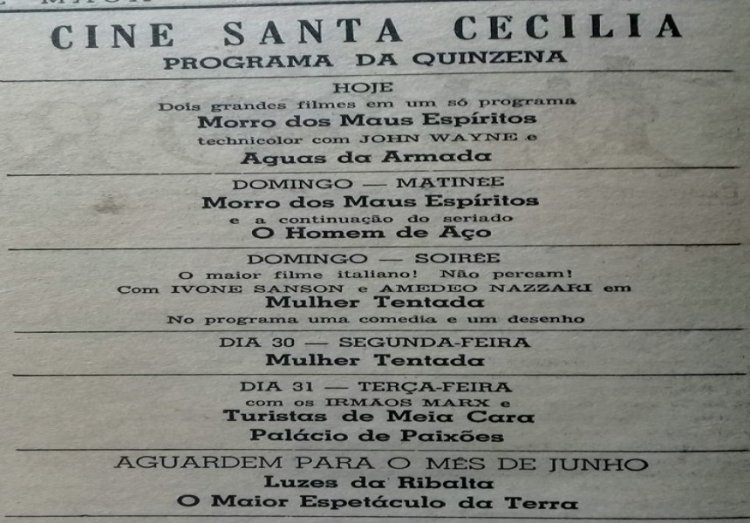 CINE SANTA CECILIA
PROGRAMA DA QUINZENA
HOJE
Dois grandes filmes em um só programa
Morro dos Maus Espíritos
technicolor com JOHN WAYNE e
Aguas da Armada
DOMINGO — MATINÉE
Morro dos Maus Espíritos
e a continuação do seriado
O Homem de Aço
DOMINGO — SOIRÉE
O maior filme italiano! Não percam!
Com IVONE SANSON e AMEDEO NAZZARI em
Mulher Tentada
No programa uma comedia e um desenho
DIA 30 — SEGUNDA-FEIRA
Mulher Tentada
DIA 31 — TERÇA-FEIRA
com os IRMAOS MARX e
Turistas de Meia Cara
Palácio de Paixões
AGUARDEM PARA O MÊS DE JUNHO
Luzes da Ribalta
O Maior Espetáculo da Terra